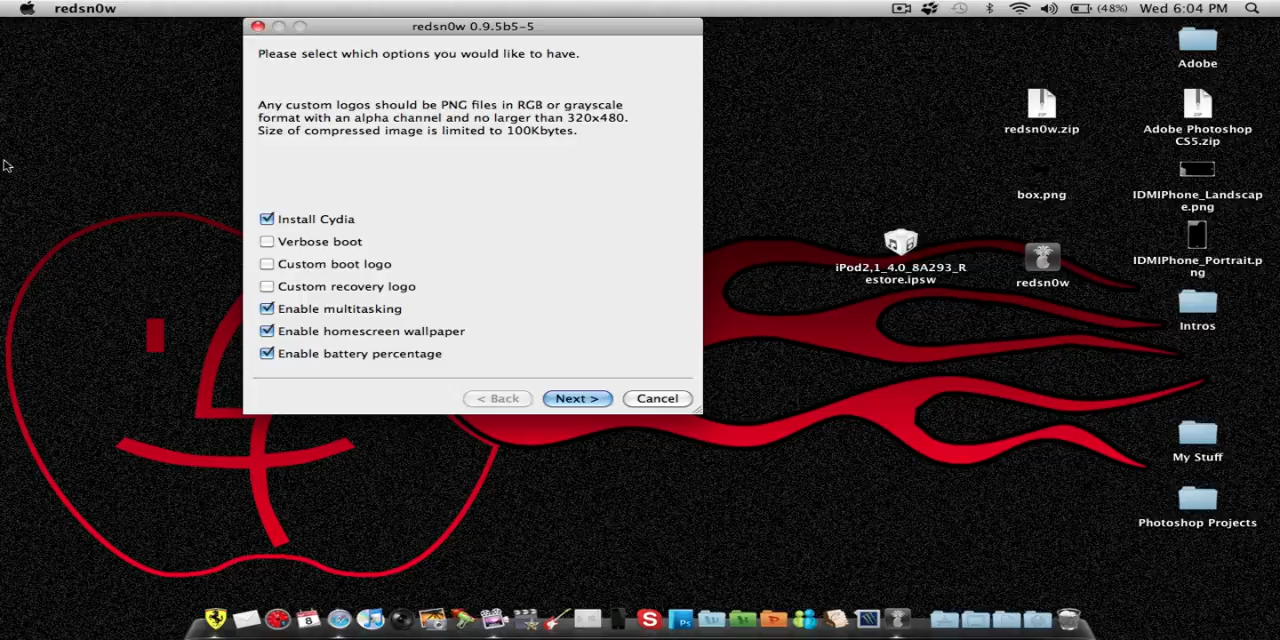 redsn0w
(48%)
Wed 6:04 PM
redsn0w 0.9.5b5-5
Please select which options you would like to have.
Any custom logos should be PNG files in RGB or grayscale
format with an alpha channel and no larger than 320x480.
Size of compressed image is limited to 100Kbytes.
Install Cydia
Verbose boot
Custom boot logo
Custom recovery logo
Enable multitasking
Enable homescreen wallpaper
Enable battery percentage
< Back
Next >
Cancel
Adobe
ZIP
redsn0w.zip
ZIP
Adobe Photoshop
CS5.zip
box.png
IDMIPhone_Landscap
e.png
iPod2,1_4.0_8A293_R
estore.ipsw
redsn0w
IDMIPhone_Portrait.p
ng
Intros
My Stuff
Photoshop Projects
8
S
Ps
W
P